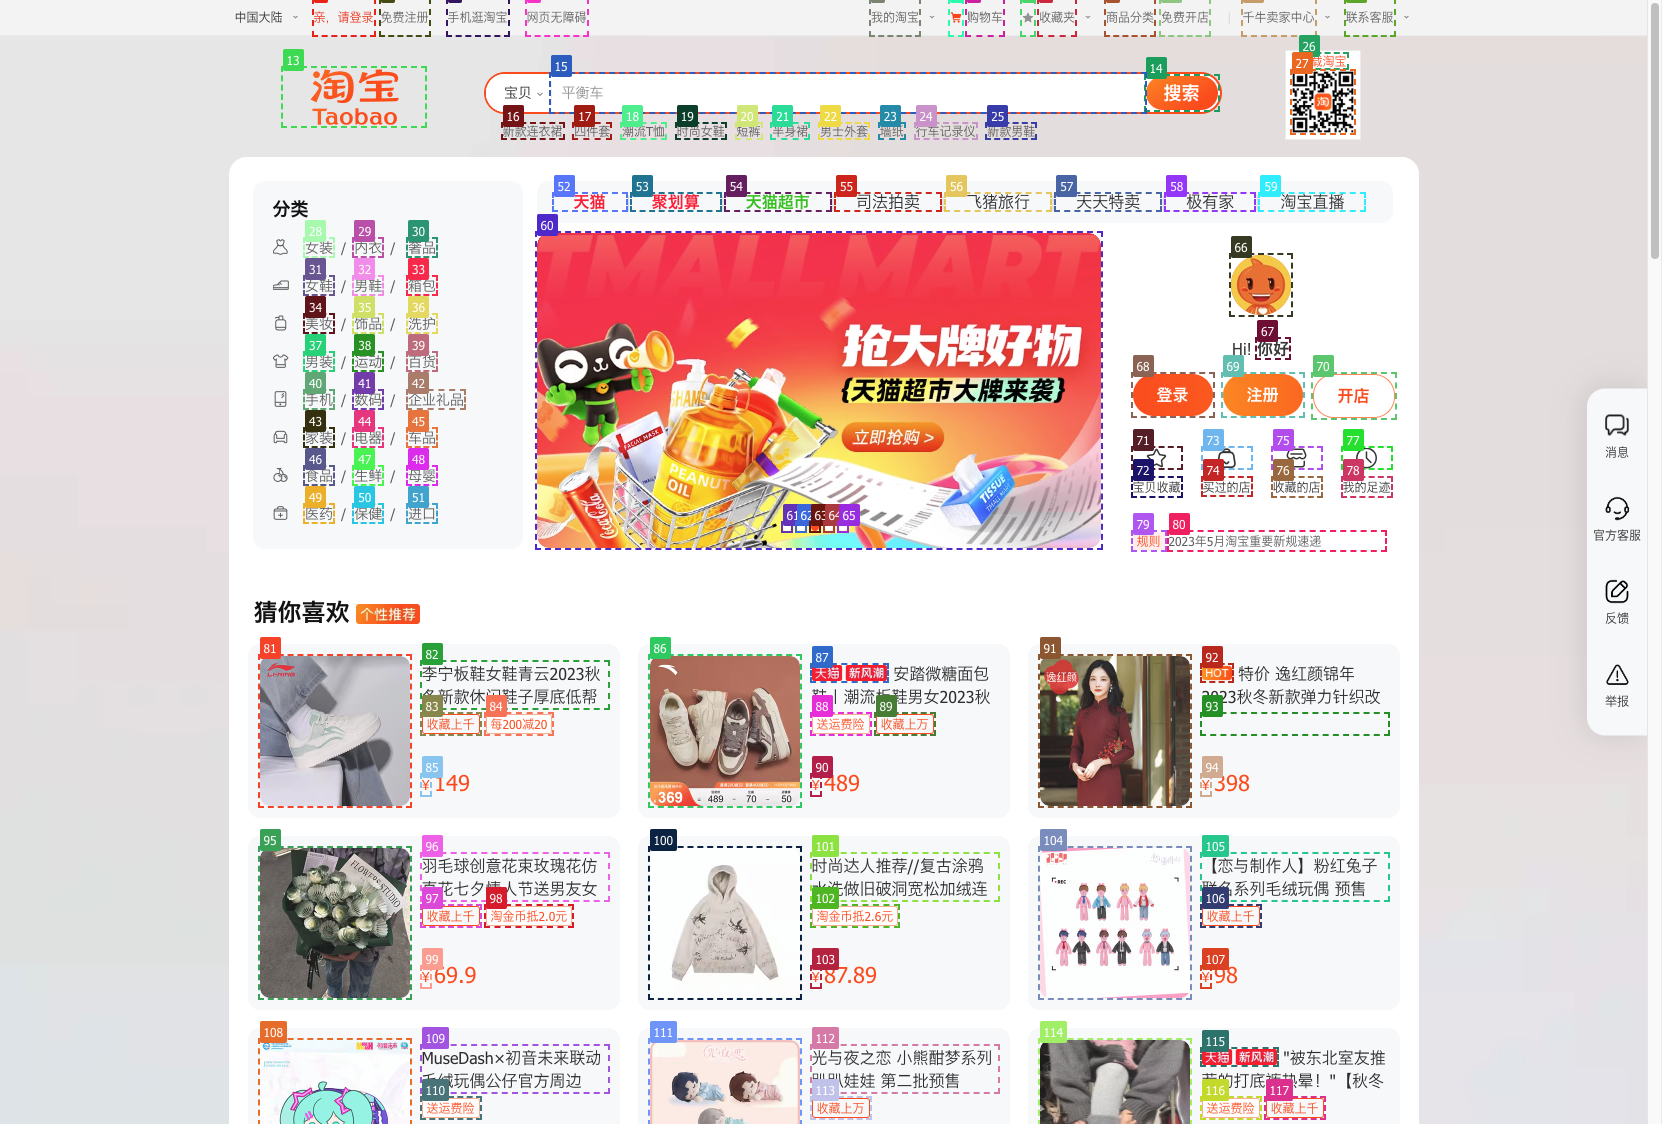 中国大陆 亲，请登录 免费注册 手机逛淘宝 网页无障碍 我的淘宝 购物车 收藏夹 商品分类 免费开店 千牛卖家中心 联系客服
13 淘宝 Taobao
宝贝 15 平衡车 14 搜索
26 27
16 17 18 19 20 21 22 23 24 25
新款连衣裙 四件套 潮流T恤 时尚女鞋 短裤 半身裙 男士外套 墙纸 行车记录仪 新款男鞋
分类
28 29 30
女装 / 内衣 / 奢品
31 32 33
女鞋 / 男鞋 / 箱包
34 35 36
美妆 / 饰品 / 洗护
37 38 39
男装 / 运动 / 百货
40 41 42
手机 / 数码 / 企业礼品
43 44 45
家装 / 电器 / 车品
46 47 48
食品 / 生鲜 / 母婴
49 50 51
医药 / 保健 / 进口
52 53 54 55 56 57 58 59
天猫 聚划算 天猫超市 司法拍卖 飞猪旅行 天天特卖 极有家 淘宝直播
60
TMALL MART
抢大牌好物
{天猫超市大牌来袭}
立即抢购 >
FACIAL MASK
PEANUT
OIL
Coca-Cola
TISSUE
61 62 63 64 65
66
67
Hi! 你好
68 69 70
登录 注册 开店
71 73 75 77
72 74 76 78
宝贝收藏 买过的店 收藏的店 我的足迹
79 80
规则 2023年5月淘宝重要新规速递
消息
官方客服
反馈
举报
猜你喜欢 个性推荐
81 LI-NING
82
李宁板鞋女鞋青云2023秋
冬新款休闲鞋子厚底低帮
83 84
收藏上千 每200减20
85
¥149
86
369 489 - 70 - 50
87
天猫 新风潮 安踏微糖面包
鞋丨潮流板鞋男女2023秋
88 89
送运费险 收藏上万
90
¥489
91
逸红颜
92
HOT 特价 逸红颜锦年
2023秋冬新款弹力针织改
93
94
¥398
95
FLOWERS STUDIO
96
羽毛球创意花束玫瑰花仿
真花七夕情人节送男友女
97 98
收藏上千 淘金币抵2.0元
99
¥69.9
100
101
时尚达人推荐//复古涂鸦
水洗做旧破洞宽松加绒连
102
淘金币抵2.6元
103
¥87.89
104
REC
105
【恋与制作人】粉红兔子
联名系列毛绒玩偶 预售
106
收藏上千
107
¥98
108
109
MuseDash×初音未来联动
毛绒玩偶公仔官方周边
110
送运费险
111
光与夜之恋
112
光与夜之恋 小熊酣梦系列
趴趴娃娃 第二批预售
113
收藏上万
114
115
天猫 新风潮 "被东北室友推
荐的打底裤热晕！"【秋冬
116 117
送运费险 收藏上千